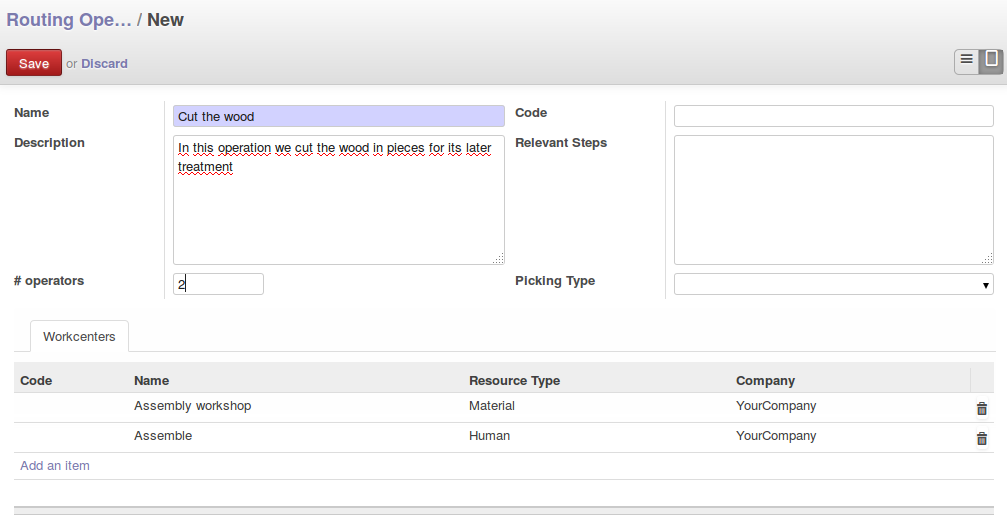 Routing Ope... / New
Save or Discard
Name Cut the wood Code
Description In this operation we cut the wood in pieces for its later Relevant Steps
treatment
# operators 2 Picking Type
Workcenters
Code Name Resource Type Company
Assembly workshop Material YourCompany
Assemble Human YourCompany
Add an item